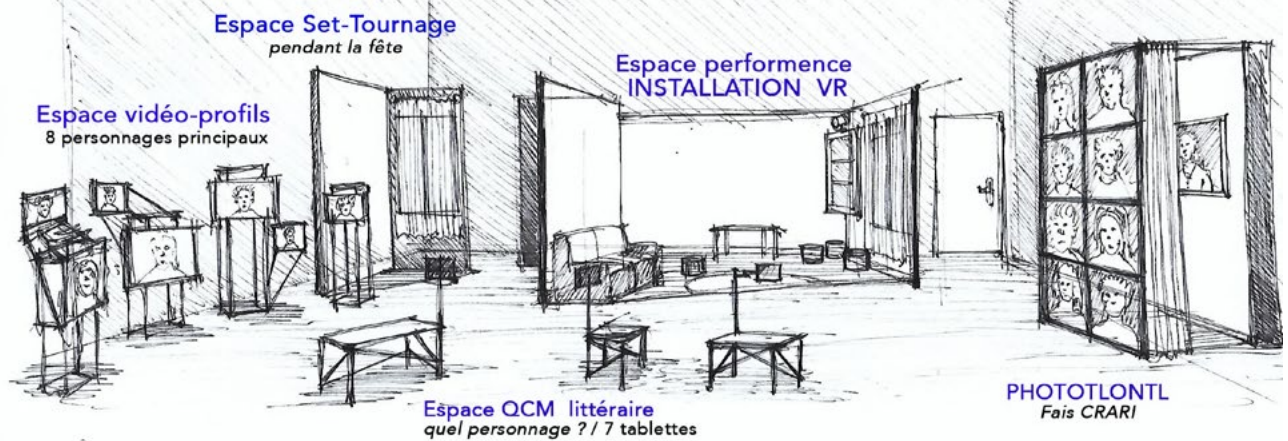 Espace Set-Tournage
pendant la fête
Espace performence
INSTALLATION VR
Espace vidéo-profils
8 personnages principaux
Espace QCM littéraire
quel personnage ? / 7 tablettes
PHOTOTLONTL
Fais CRARI